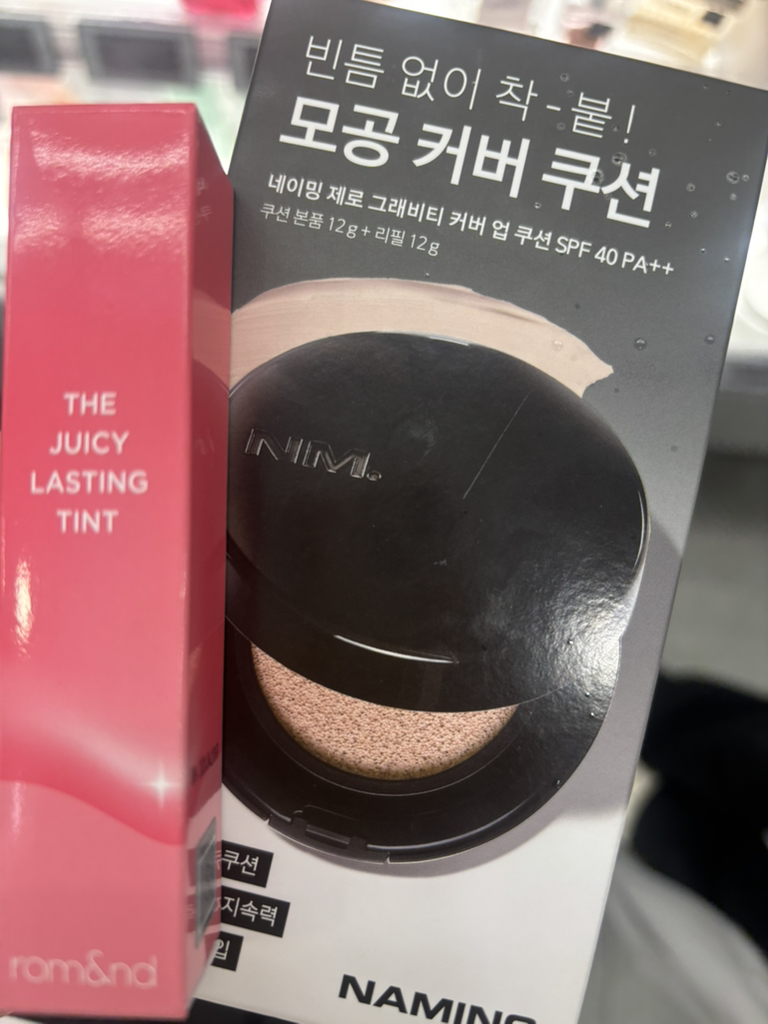 THE
JUICY
LASTING
TINT
rom&nd
빈틈 없이 착-붙!
모공 커버 쿠션
네이밍 제로 그래비티 커버 업 쿠션 SPF 40 PA++
쿠션 본품 12g + 리필 12g
NM.
쿠션
지속력
입
NAMING